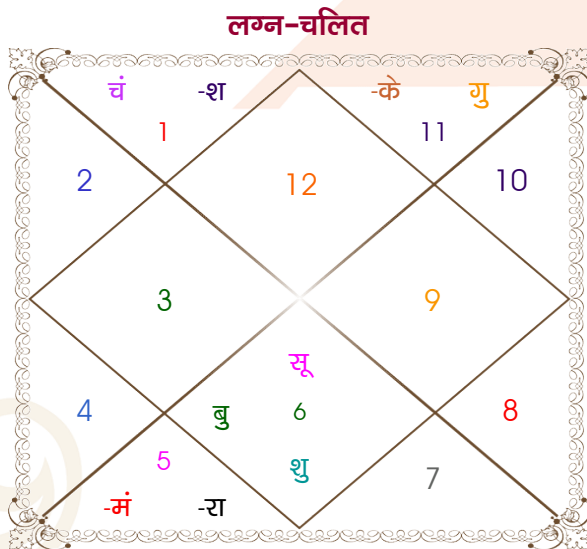 लग्न-चलित
चं -श -के गु
1 11
2 12 10
3 9
सू
4 बु 6 8
5 शु 7
-मं -रा